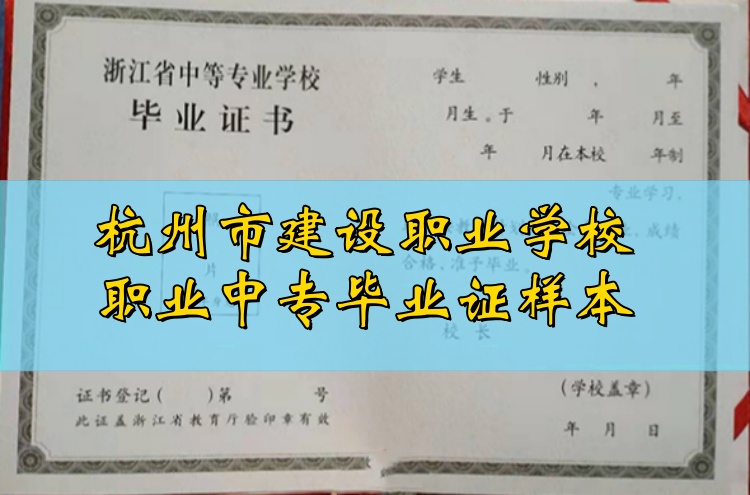 浙江省中等专业学校
毕业证书
学生 性别 , 年
月生。于 年 月至
年 月在本校 年制
专业学习,
成绩
合格,准予毕业。
片
杭州市建设职业学校
职业中专毕业证样本
校长
证书登记( )第 号
此证盖浙江省教育厅验印章有效
(学校盖章)
年 月 日